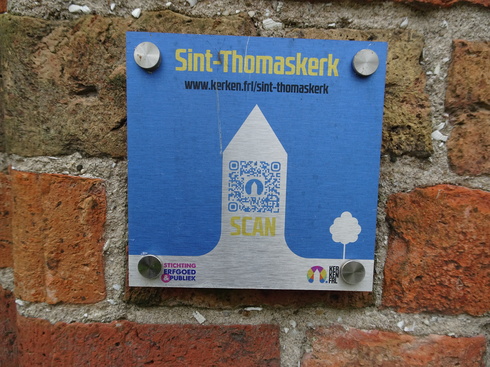 Sint-Thomaskerk
www.kerken.frl/sint-thomaskerk
SCAN
STICHTING
ERFGOED
&PUBLIEK
KER
KEN
.FRL